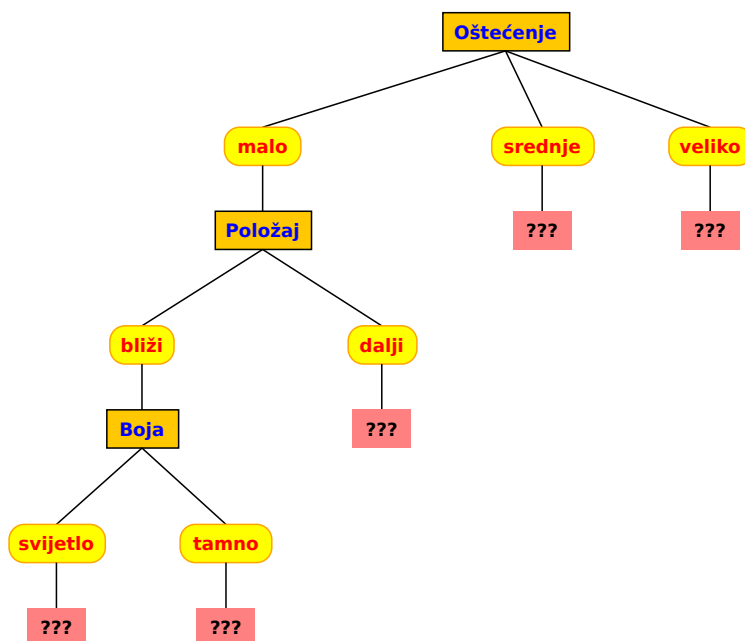 Oštećenje
malo
srednje
veliko
Položaj
???
???
bliži
dalji
Boja
???
svijetlo
tamno
???
???